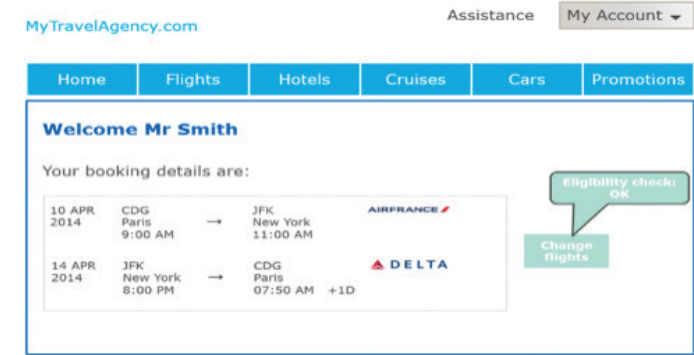 MyTravelAgency.com
Assistance
My Account
Home Flights Hotels Cruises Cars Promotions
Welcome Mr Smith
Your booking details are:
10 APR CDG JFK AIRFRANCE
2014 Paris → New York
9:00 AM 11:00 AM
14 APR JFK CDG DELTA
2014 New York → Paris
8:00 PM 07:50 AM +1D
Eligibility check:
OK
Change
flights